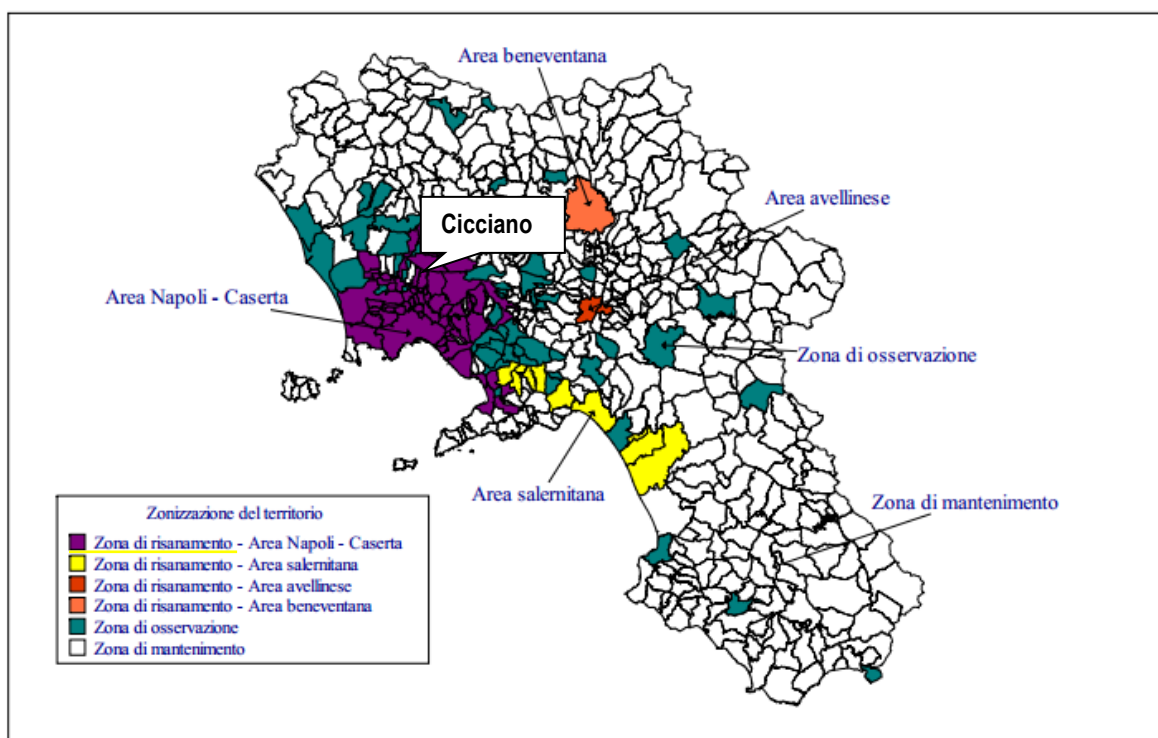 Area beneventana
Area avellinese
Cicciano
Area Napoli - Caserta
Zona di osservazione
Area salernitana
Zona di mantenimento
Zonizzazione del territorio
Zona di risanamento - Area Napoli - Caserta
Zona di risanamento - Area salernitana
Zona di risanamento - Area avellinese
Zona di risanamento - Area beneventana
Zona di osservazione
Zona di mantenimento